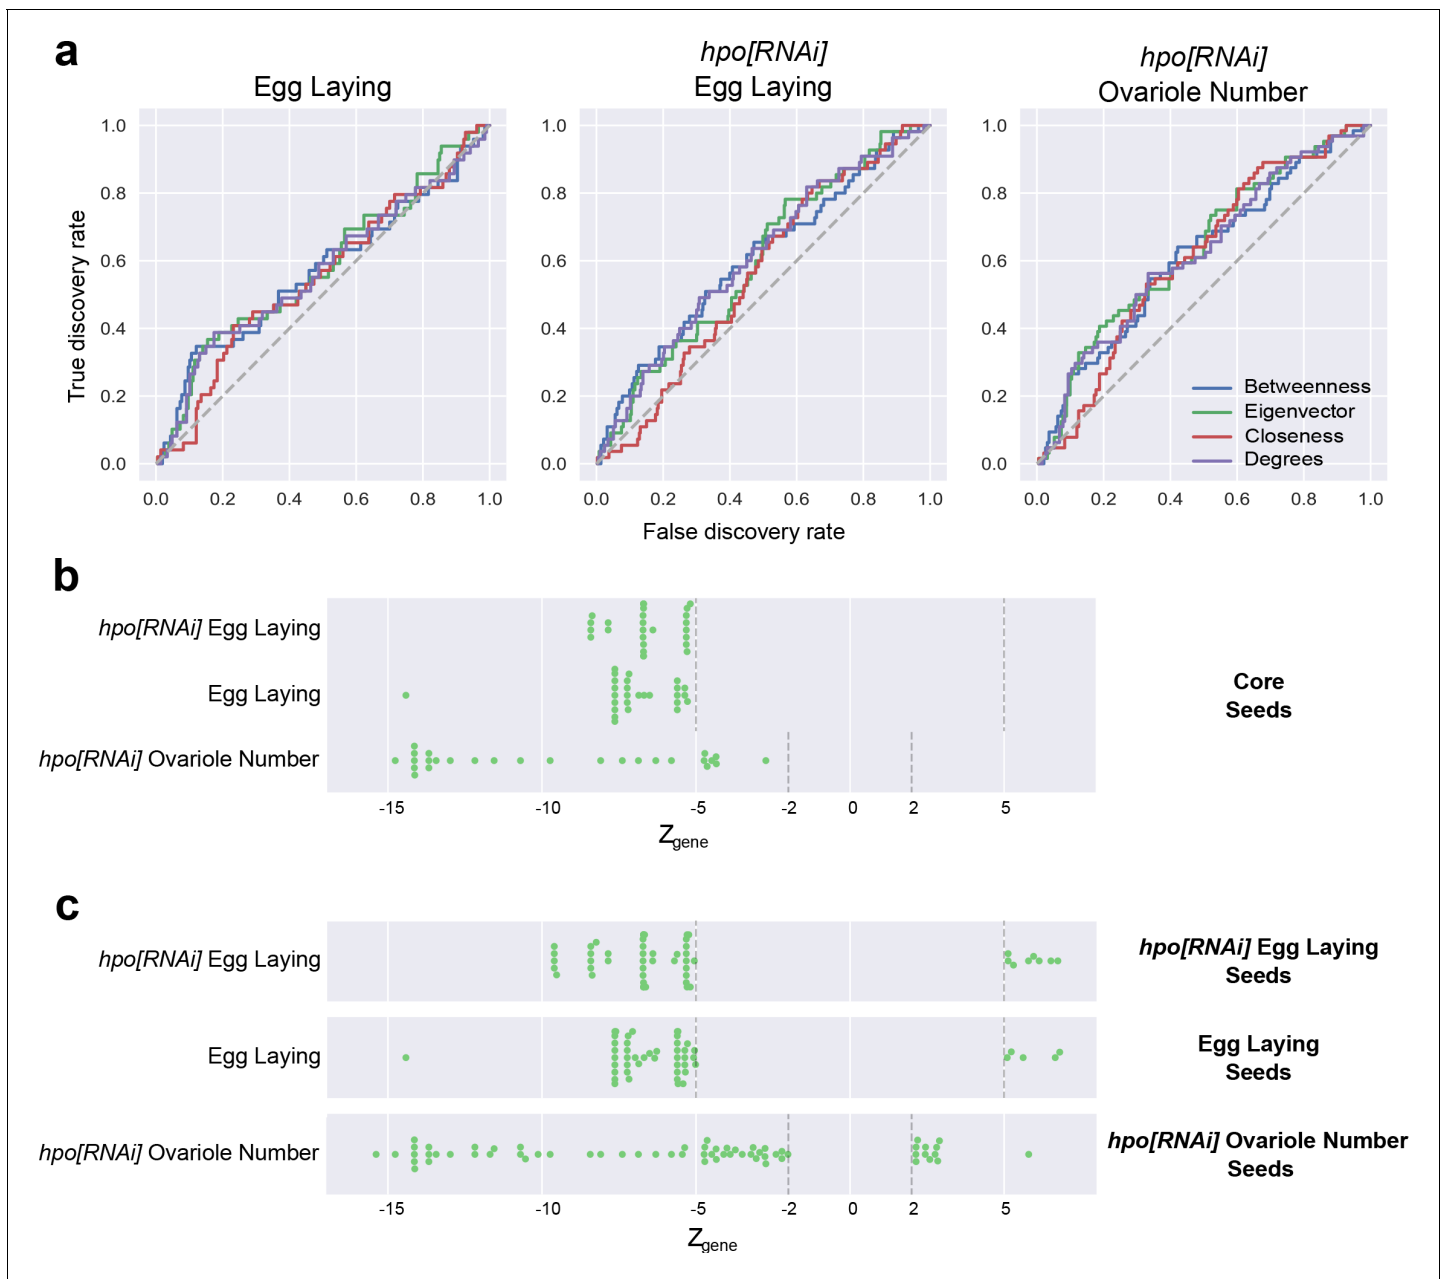 a
Egg Laying
hpo[RNAi]
Egg Laying
hpo[RNAi]
Ovariole Number
True discovery rate
1.0
0.8
0.6
0.4
0.2
0.0
0.0 0.2 0.4 0.6 0.8 1.0
1.0
0.8
0.6
0.4
0.2
0.0
0.0 0.2 0.4 0.6 0.8 1.0
1.0
0.8
0.6
0.4
0.2
0.0
0.0 0.2 0.4 0.6 0.8 1.0
Betweenness
Eigenvector
Closeness
Degrees
False discovery rate
b
hpo[RNAi] Egg Laying
Egg Laying
hpo[RNAi] Ovariole Number
Core
Seeds
-15 -10 -5 -2 0 2 5
Zgene
c
hpo[RNAi] Egg Laying
hpo[RNAi] Egg Laying
Seeds
Egg Laying
Egg Laying
Seeds
hpo[RNAi] Ovariole Number
hpo[RNAi] Ovariole Number
Seeds
-15 -10 -5 -2 0 2 5
Zgene